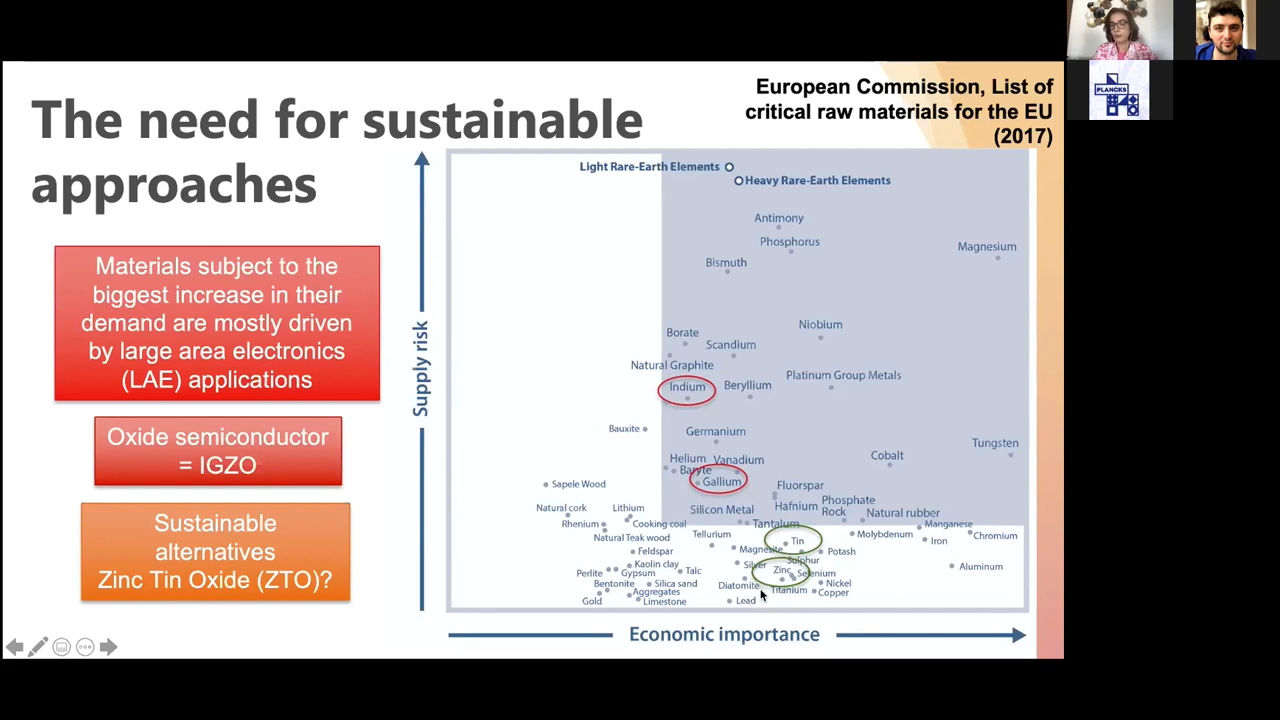 The need for sustainable
approaches
European Commission, List of
critical raw materials for the EU
(2017)
PLANCKS
Materials subject to the
biggest increase in their
demand are mostly driven
by large area electronics
(LAE) applications
Oxide semiconductor
= IGZO
Sustainable
alternatives
Zinc Tin Oxide (ZTO)?
Supply risk
Light Rare-Earth Elements
Heavy Rare-Earth Elements
Antimony
Phosphorus
Magnesium
Bismuth
Niobium
Borate
Scandium
Natural Graphite
Platinum Group Metals
Indium
Beryllium
Bauxite
Germanium
Tungsten
Helium
Vanadium
Cobalt
Baryte
Gallium
Sapele Wood
Fluorspar
Natural cork
Lithium
Silicon Metal
Hafnium
Phosphate
Rock
Natural rubber
Rhenium
Cooking coal
Tantalum
Manganese
Natural Teak wood
Tellurium
Tin
Molybdenum
Iron
Chromium
Feldspar
Magnesite
Potash
Kaolin clay
Talc
Silver
Sulphur
Aluminum
Perlite
Gypsum
Zinc
Selenium
Bentonite
Silica sand
Diatomite
Nickel
Aggregates
Titanium
Copper
Gold
Limestone
Lead
Economic importance